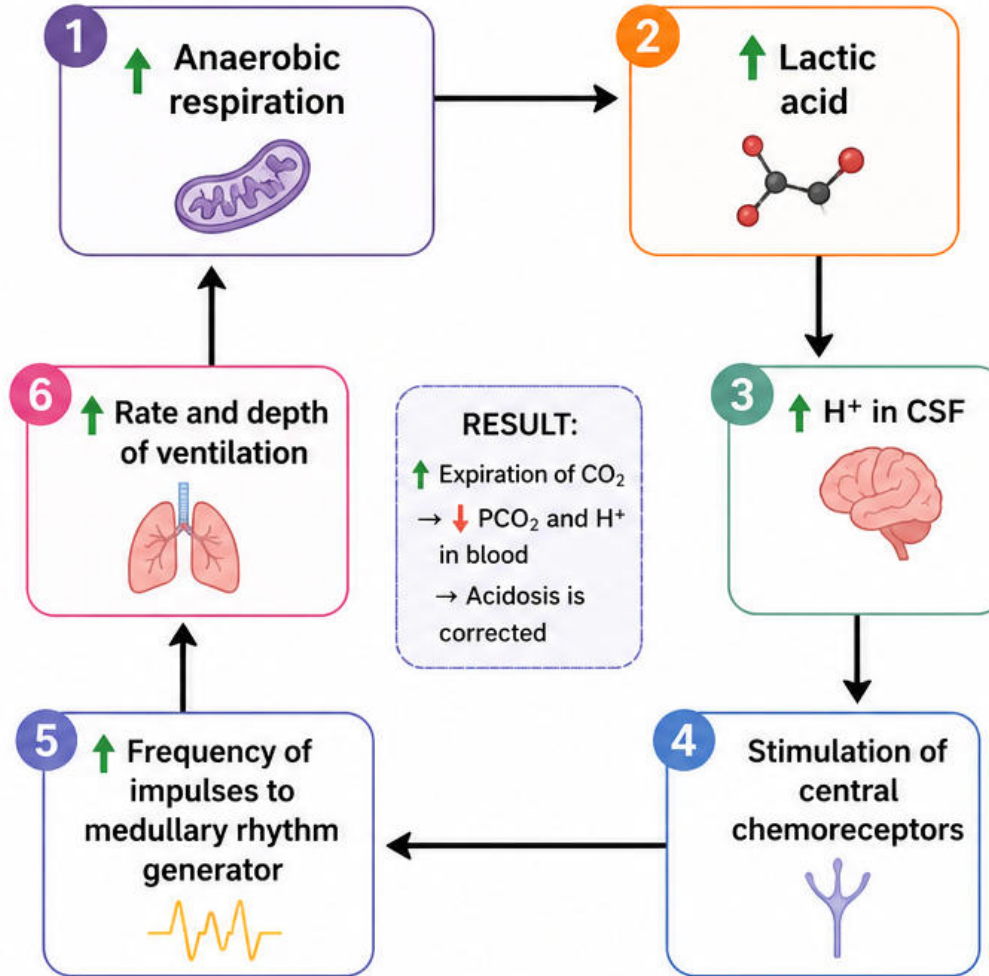 1
↑ Anaerobic
respiration
2
↑ Lactic
acid
3
↑ H⁺ in CSF
4
Stimulation of
central
chemoreceptors
5
↑ Frequency of
impulses to
medullary rhythm
generator
6
↑ Rate and depth
of ventilation
RESULT:
↑ Expiration of CO₂
→ ↓ PCO₂ and H⁺
in blood
→ Acidosis is
corrected